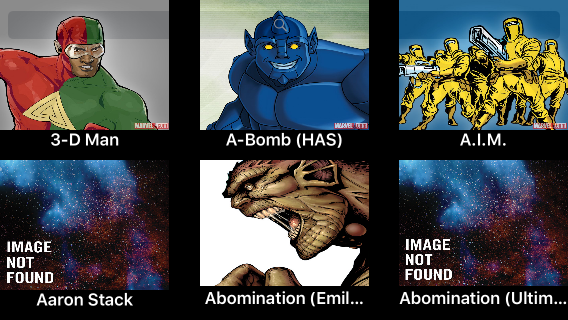 3-D Man
A-Bomb (HAS)
A.I.M.
IMAGE
NOT
FOUND
Aaron Stack
Abomination (Emil...
IMAGE
NOT
FOUND
Abomination (Ultim...